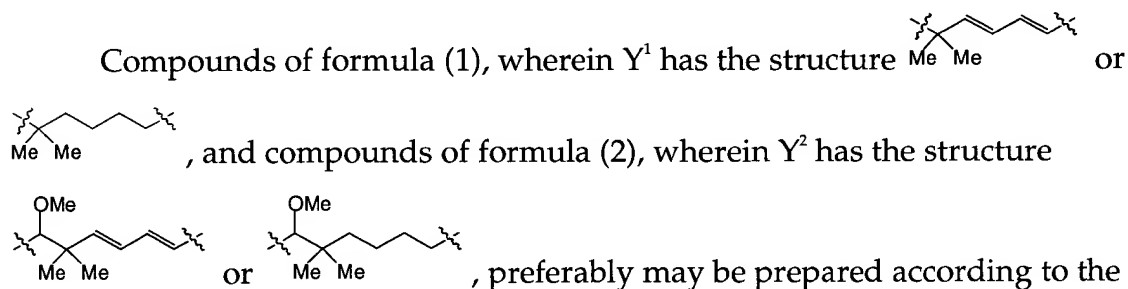 Compounds of formula (1), wherein Y¹ has the structure Me Me or
Me Me , and compounds of formula (2), wherein Y² has the structure
OMe Me Me or OMe Me Me , preferably may be prepared according to the